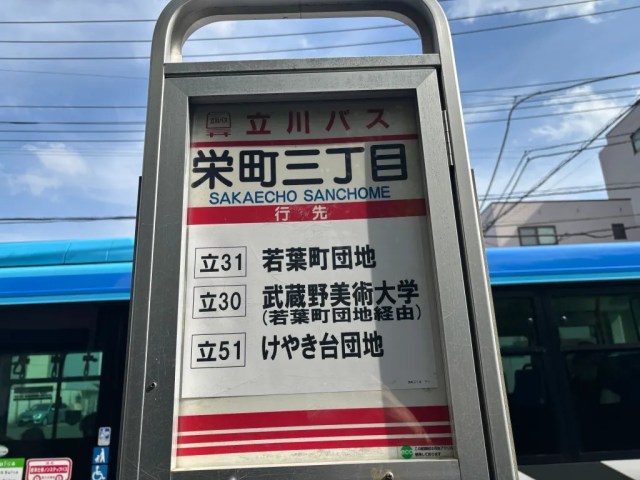 立川バス
栄町三丁目
SAKAECHO SANCHOME
行先
立31 若葉町団地
立30 武蔵野美術大学
(若葉町団地経由)
立51 けやき台団地